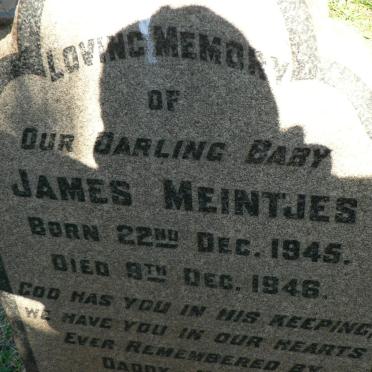 LOVING MEMORY
OF
OUR DARLING BABY
JAMES MEINTJES
BORN 22ND DEC. 1945.
DIED 9TH DEC. 1946.
GOD HAS YOU IN HIS KEEPING,
WE HAVE YOU IN OUR HEARTS
EVER REMEMBERED BY
DADDY